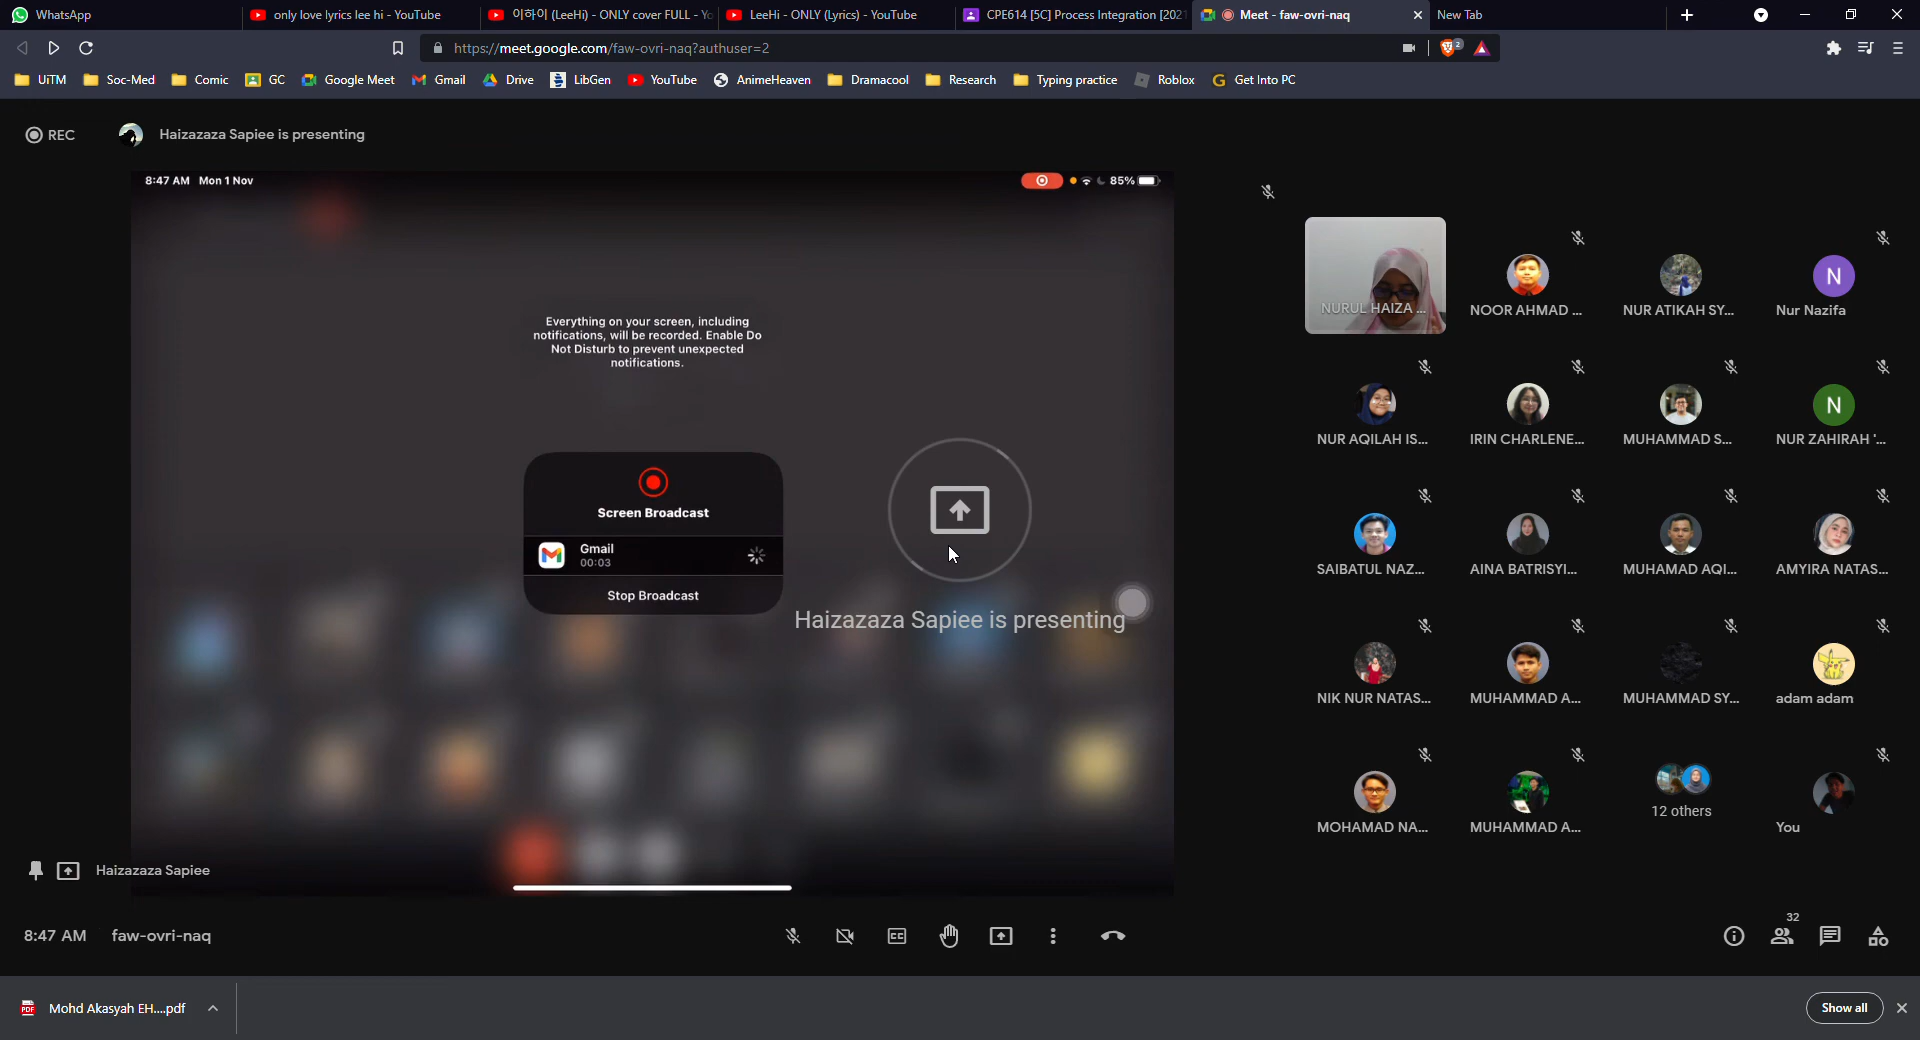 WhatsApp
only love lyrics lee hi - YouTube
이하이 (LeeHi) - ONLY cover FULL - Yo
LeeHi - ONLY (Lyrics) - YouTube
CPE614 [5C] Process Integration [2021
Meet - faw-ovri-naq
New Tab
https://meet.google.com/faw-ovri-naq?authuser=2
2
UiTM
Soc-Med
Comic
GC
Google Meet
Gmail
Drive
LibGen
YouTube
AnimeHeaven
Dramacool
Research
Typing practice
Roblox
Get Into PC
REC
Haizazaza Sapiee is presenting
8:47 AM Mon 1 Nov
85%
Everything on your screen, including
notifications, will be recorded. Enable Do
Not Disturb to prevent unexpected
notifications.
Screen Broadcast
Gmail
00:03
Stop Broadcast
Haizazaza Sapiee is presenting
NURUL HAIZA ...
NOOR AHMAD ...
NUR ATIKAH SY...
N
Nur Nazifa
NUR AQILAH IS...
IRIN CHARLENE...
MUHAMMAD S...
N
NUR ZAHIRAH '...
SAIBATUL NAZ...
AINA BATRISYI...
MUHAMAD AQI...
AMYIRA NATAS...
NIK NUR NATAS...
MUHAMMAD A...
MUHAMMAD SY...
adam adam
MOHAMAD NA...
MUHAMMAD A...
12 others
You
Haizazaza Sapiee
8:47 AM
faw-ovri-naq
32
PDF
Mohd Akasyah EH....pdf
Show all